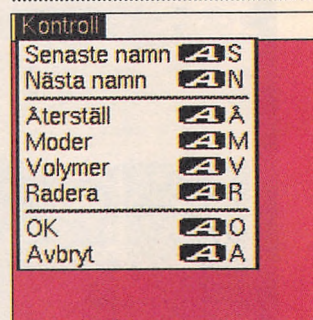 Kontroll
Senaste namn A S
Nästa namn A N
Återställ A Å
Moder A M
Volymer A V
Radera A R
OK A O
Avbryt A A